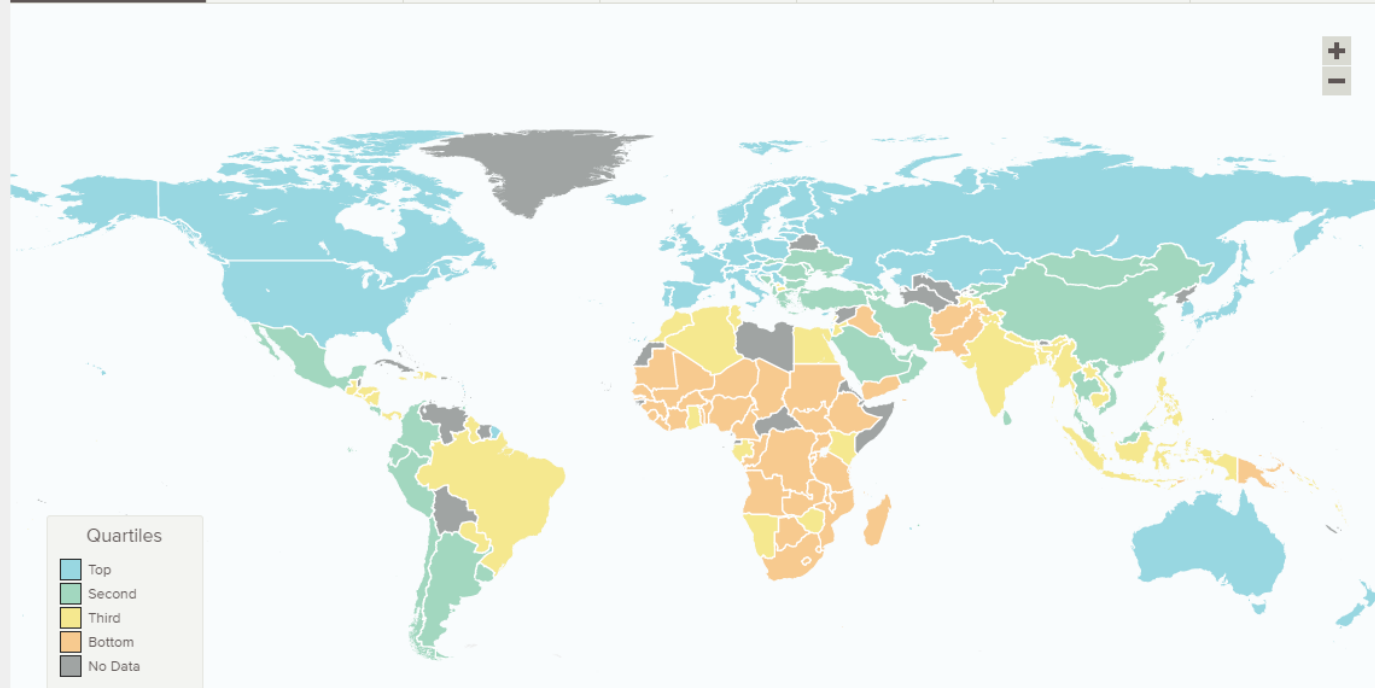 +
−
Quartiles
Top
Second
Third
Bottom
No Data